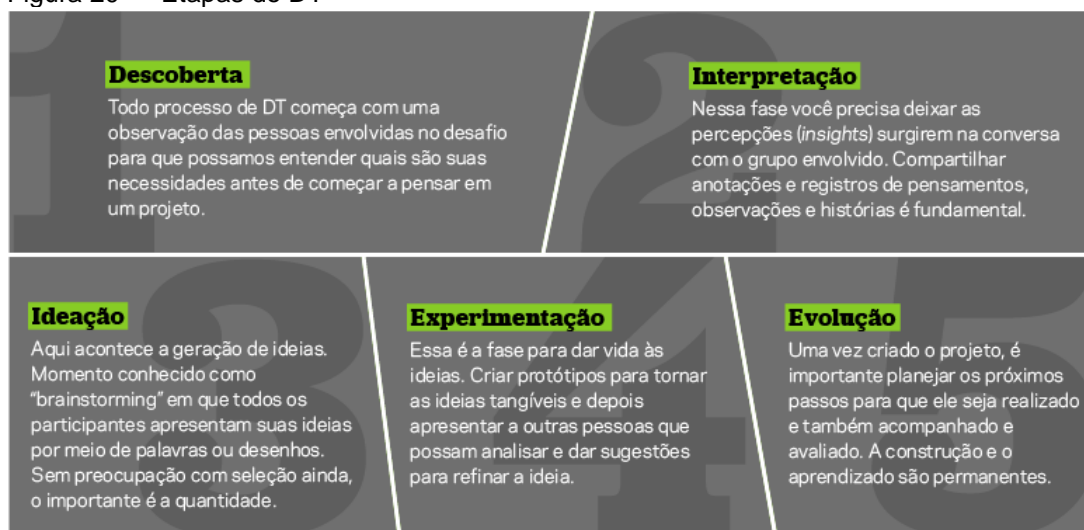 Figura 20 — Etapas do DT
1
Descoberta
Todo processo de DT começa com uma
observação das pessoas envolvidas no desafio
para que possamos entender quais são suas
necessidades antes de começar a pensar em
um projeto.
2
Interpretação
Nessa fase você precisa deixar as
percepções (insights) surgirem na conversa
com o grupo envolvido. Compartilhar
anotações e registros de pensamentos,
observações e histórias é fundamental.
3
Ideação
Aqui acontece a geração de ideias.
Momento conhecido como
"brainstorming" em que todos os
participantes apresentam suas ideias
por meio de palavras ou desenhos.
Sem preocupação com seleção ainda,
o importante é a quantidade.
4
Experimentação
Essa é a fase para dar vida às
ideias. Criar protótipos para tornar
as ideias tangíveis e depois
apresentar a outras pessoas que
possam analisar e dar sugestões
para refinar a ideia.
5
Evolução
Uma vez criado o projeto, é
importante planejar os próximos
passos para que ele seja realizado
e também acompanhado e
avaliado. A construção e o
aprendizado são permanentes.